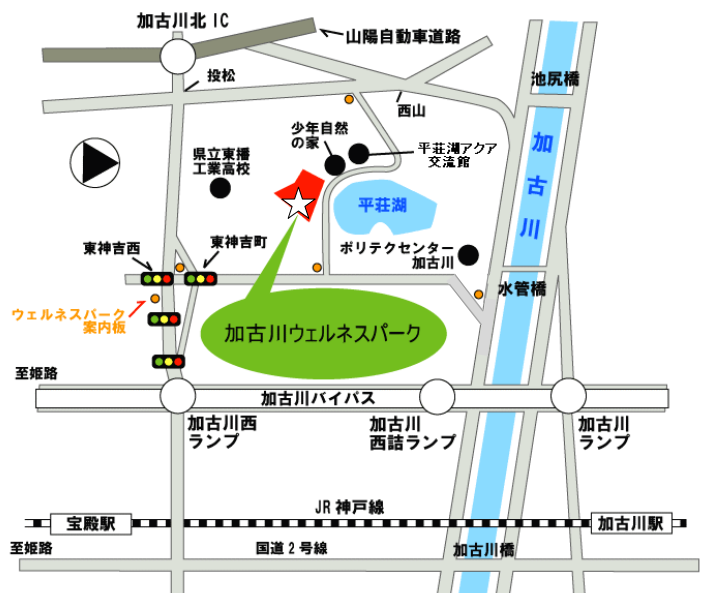 加古川北IC
山陽自動車道路
投松
西山
池尻橋
少年自然
の家
平荘湖アクア
交流館
県立東播
工業高校
加古川
平荘湖
東神吉西
東神吉町
ポリテクセンター
加古川
水管橋
ウェルネスパーク
案内板
加古川ウェルネスパーク
至姫路
加古川バイパス
加古川西
ランプ
加古川
西詰ランプ
加古川
ランプ
JR神戸線
宝殿駅
加古川駅
至姫路
国道2号線
加古川橋